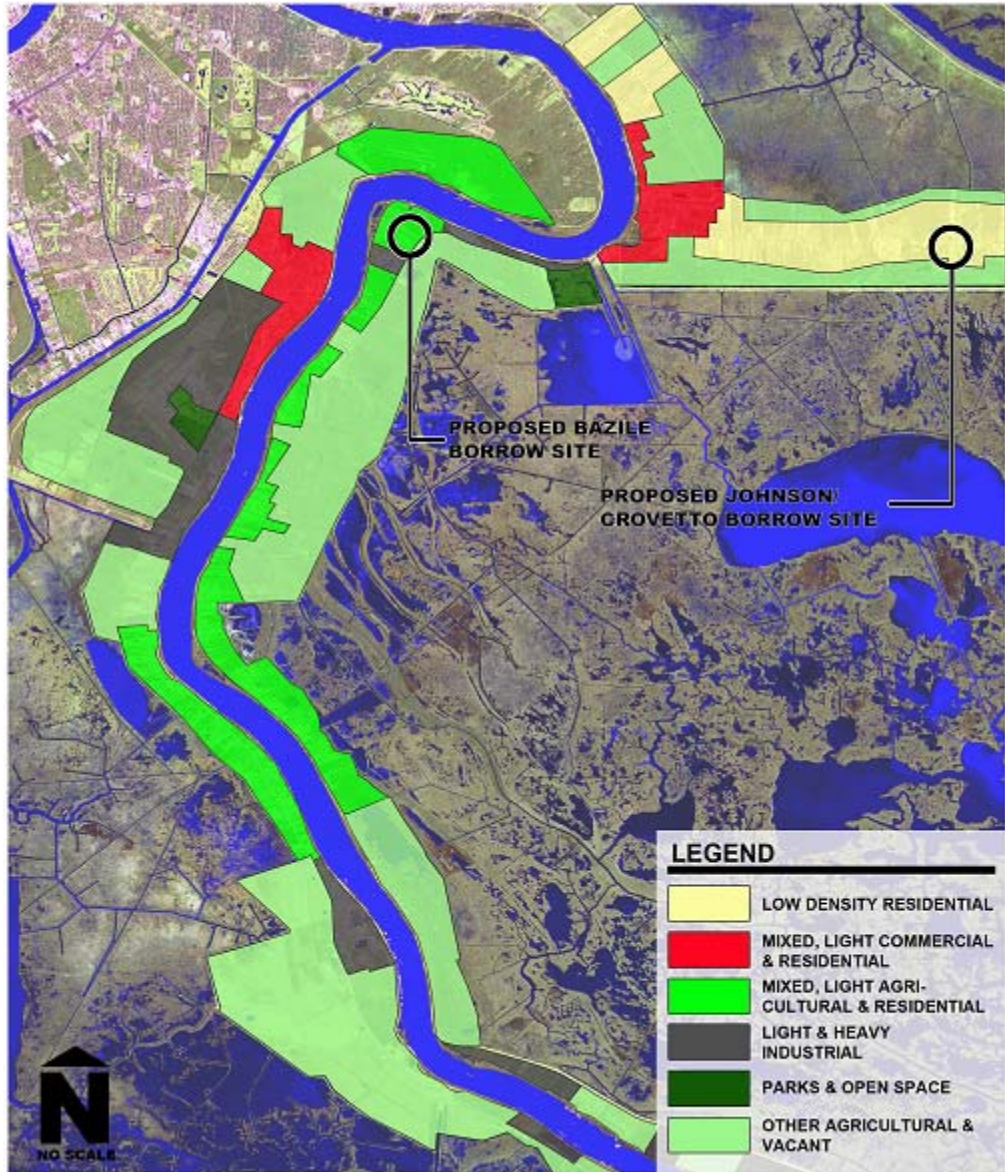 PROPOSED BAZILE
BORROW SITE
PROPOSED JOHNSON/
CROVETTO BORROW SITE
LEGEND
LOW DENSITY RESIDENTIAL
MIXED, LIGHT COMMERCIAL
& RESIDENTIAL
MIXED, LIGHT AGRI-
CULTURAL & RESIDENTIAL
LIGHT & HEAVY
INDUSTRIAL
PARKS & OPEN SPACE
OTHER AGRICULTURAL &
VACANT
N
NO SCALE